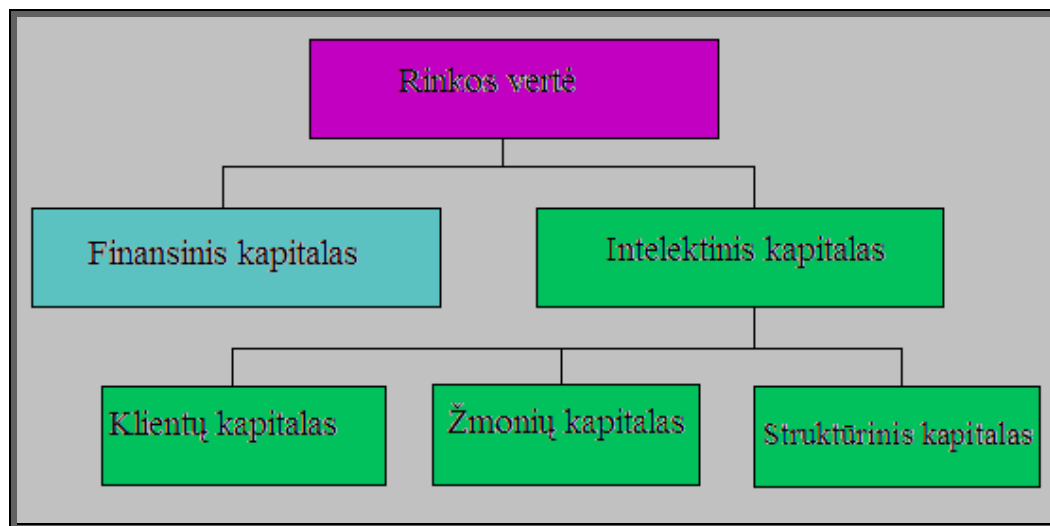 Rinkos vertė
Finansinis kapitalas
Intelektinis kapitalas
Klientų kapitalas
Žmonių kapitalas
Struktūrinis kapitalas